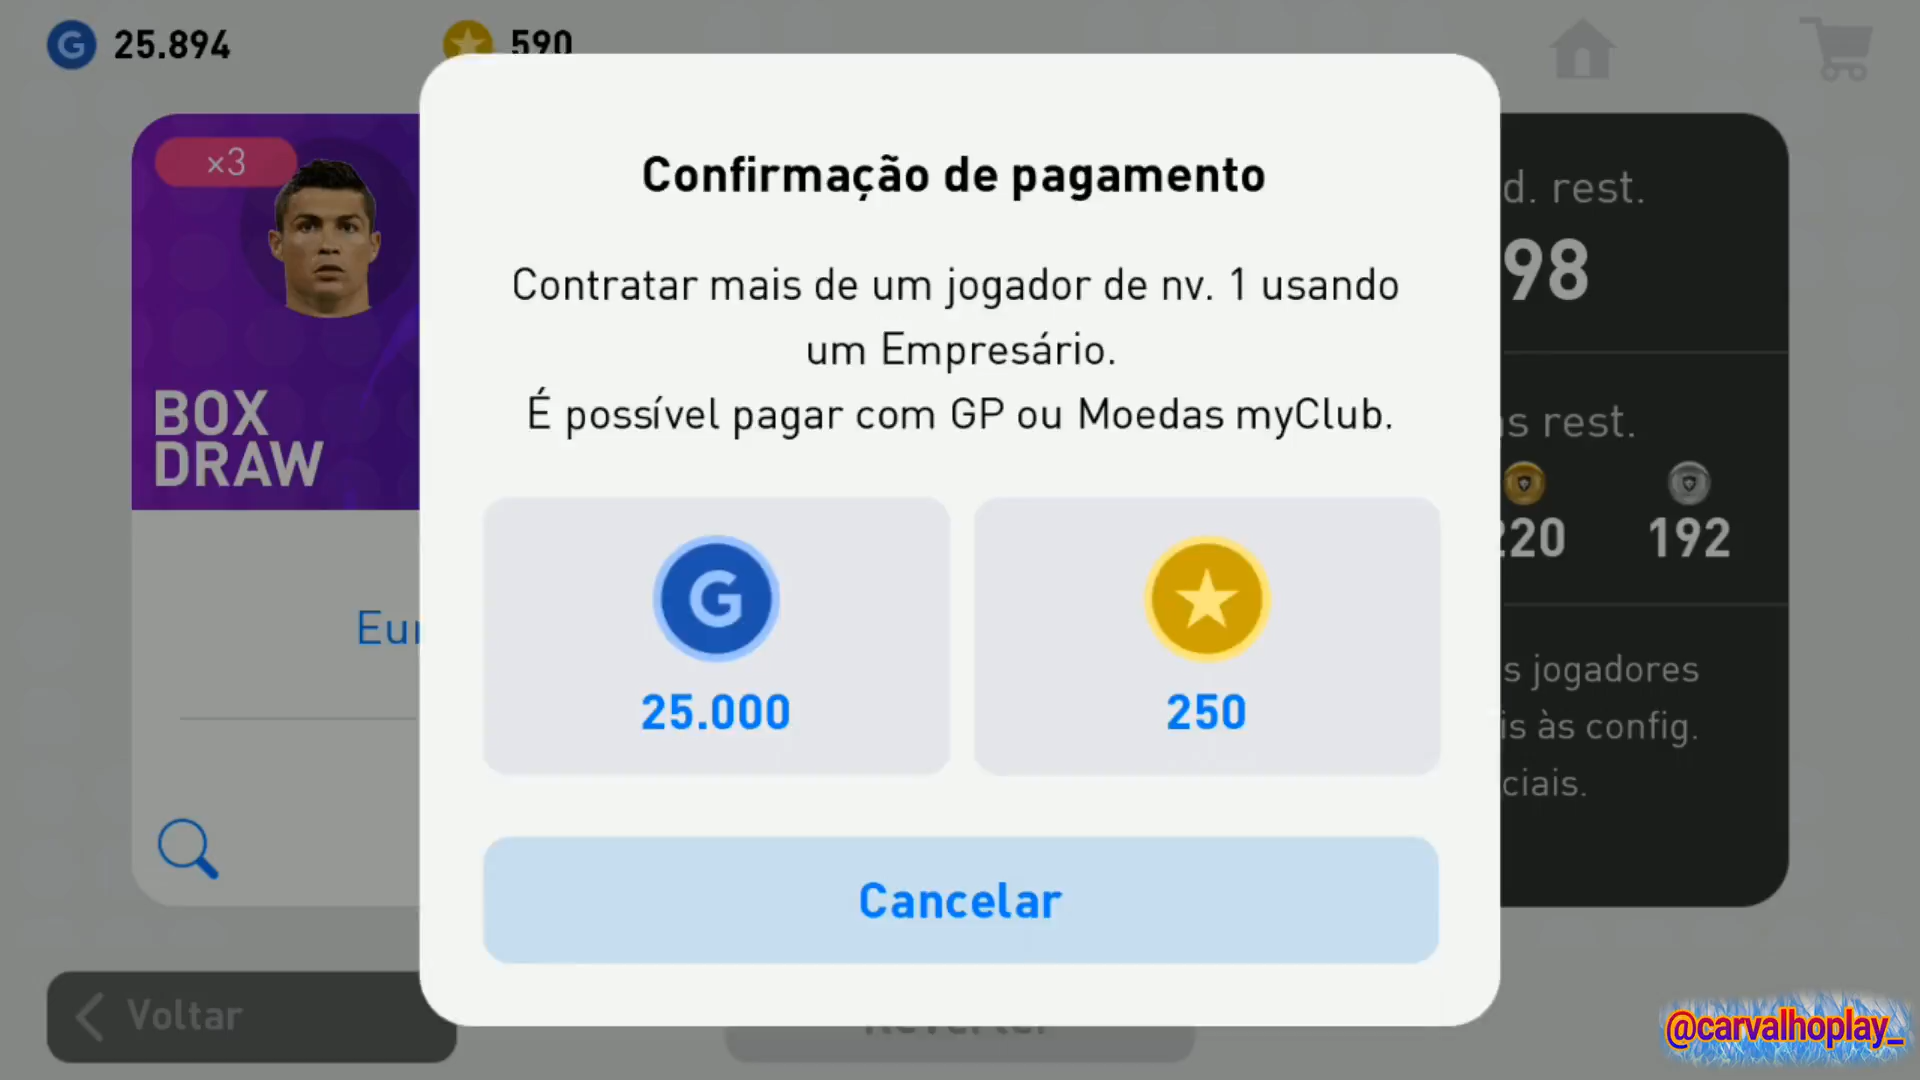 G 25.894
590
×3
BOX
DRAW
Confirmação de pagamento
Contratar mais de um jogador de nv. 1 usando
um Empresário.
É possível pagar com GP ou Moedas myClub.
G
25.000
250
Cancelar
d. rest.
98
s rest.
220
192
s jogadores
is às config.
ciais.
Voltar
@carvalhoplay_